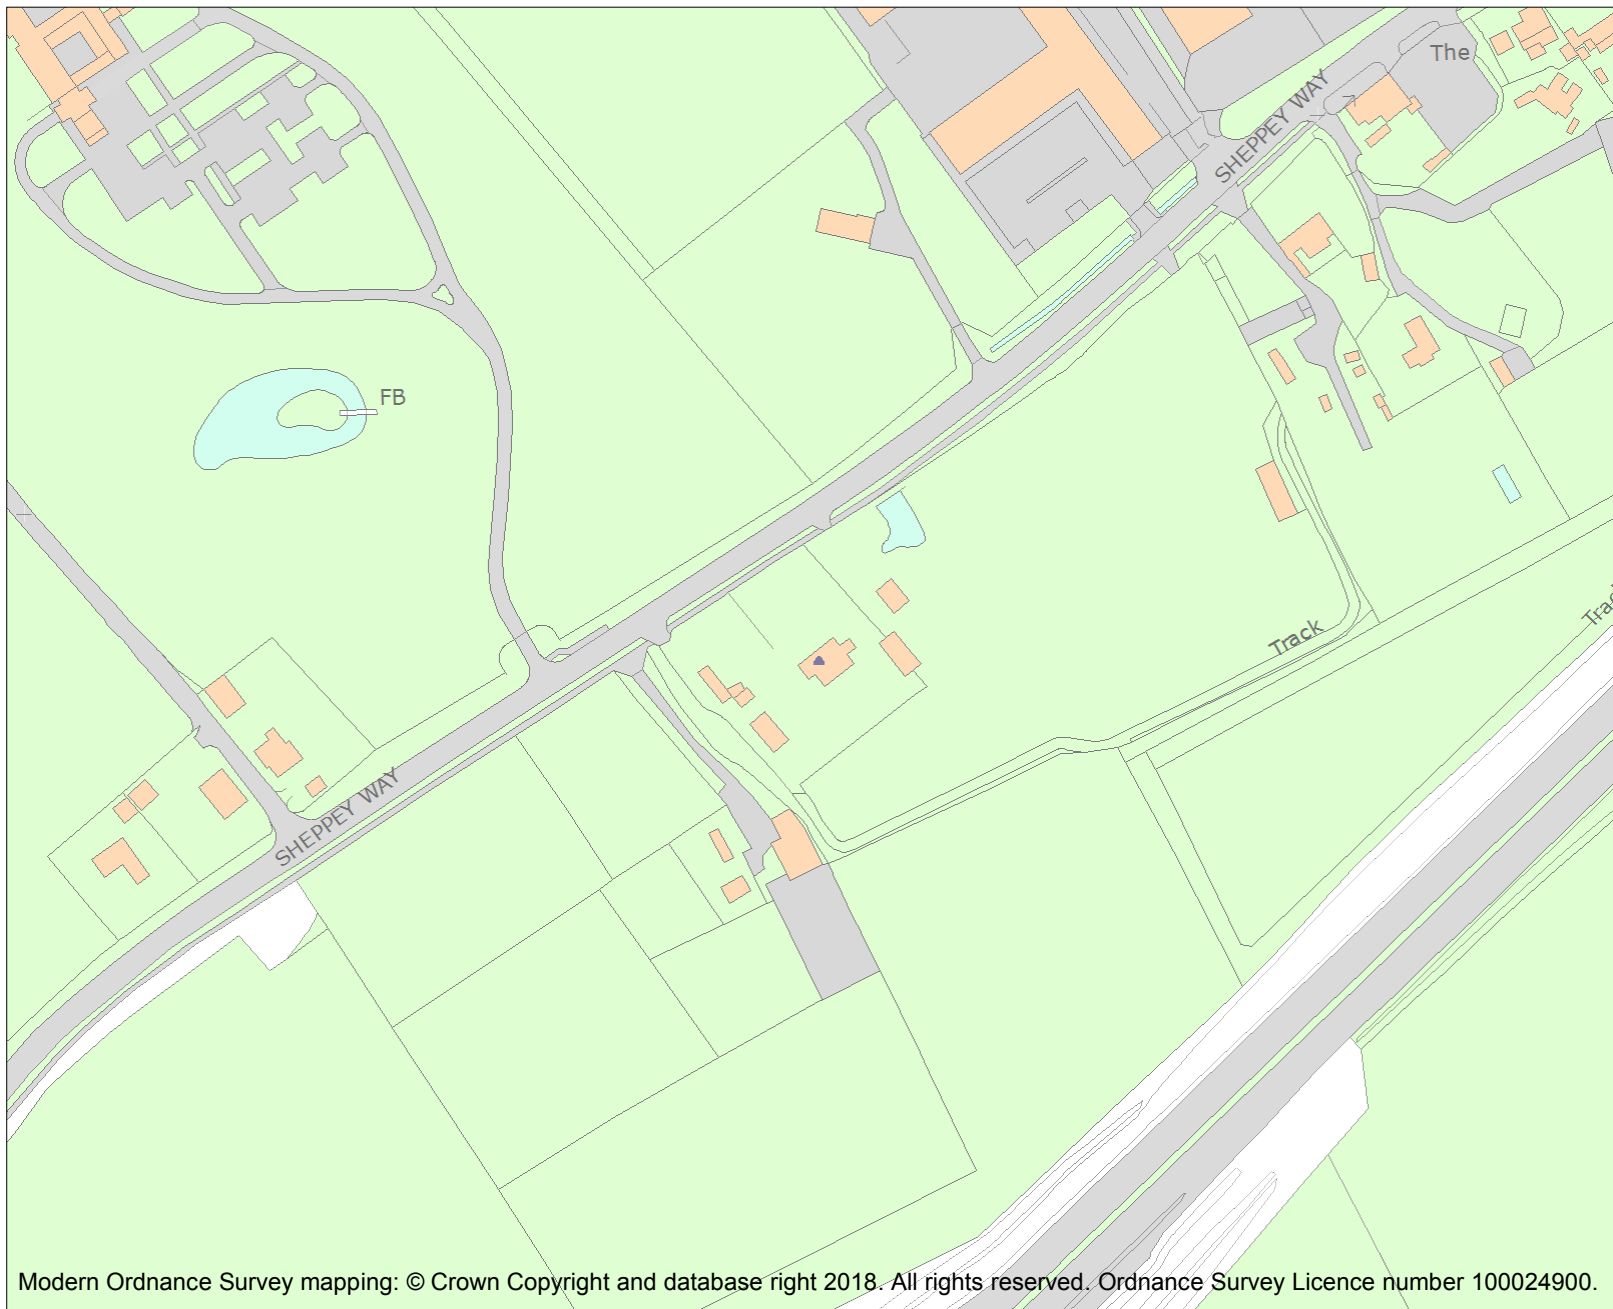 The
SHEPPEY WAY
FB
Track
SHEPPEY WAY
Modern Ordnance Survey mapping: © Crown Copyright and database right 2018. All rights reserved. Ordnance Survey Licence number 100024900.